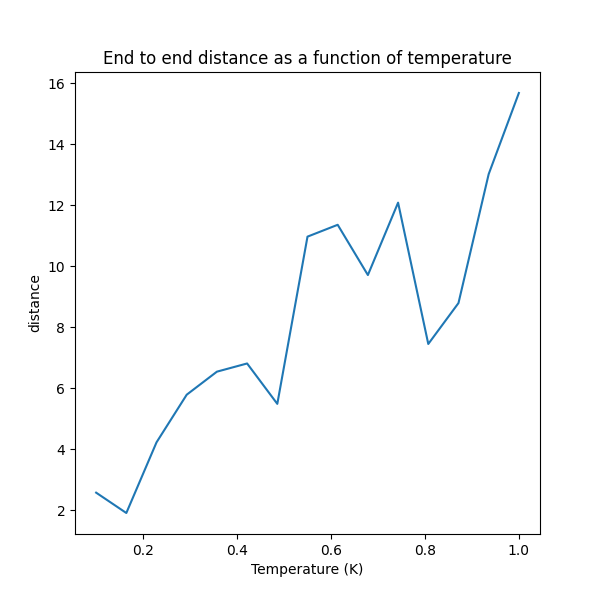 End to end distance as a function of temperature
16
14
12
10
8
6
4
2
distance
0.2 0.4 0.6 0.8 1.0
Temperature (K)